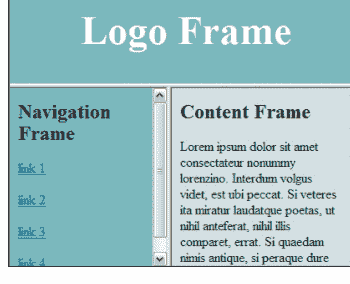 Logo Frame
Navigation
Frame
link 1
link 2
link 3
link 4
Content Frame
Lorem ipsum dolor sit amet
consectateur nonummy
lorenzino. Interdum volgus
videt, est ubi peccat. Si veteres
ita miratur laudatque poetas, ut
nihil anteferat, nihil illis
comparet, errat. Si quaedam
nimis antique, si peraque dure